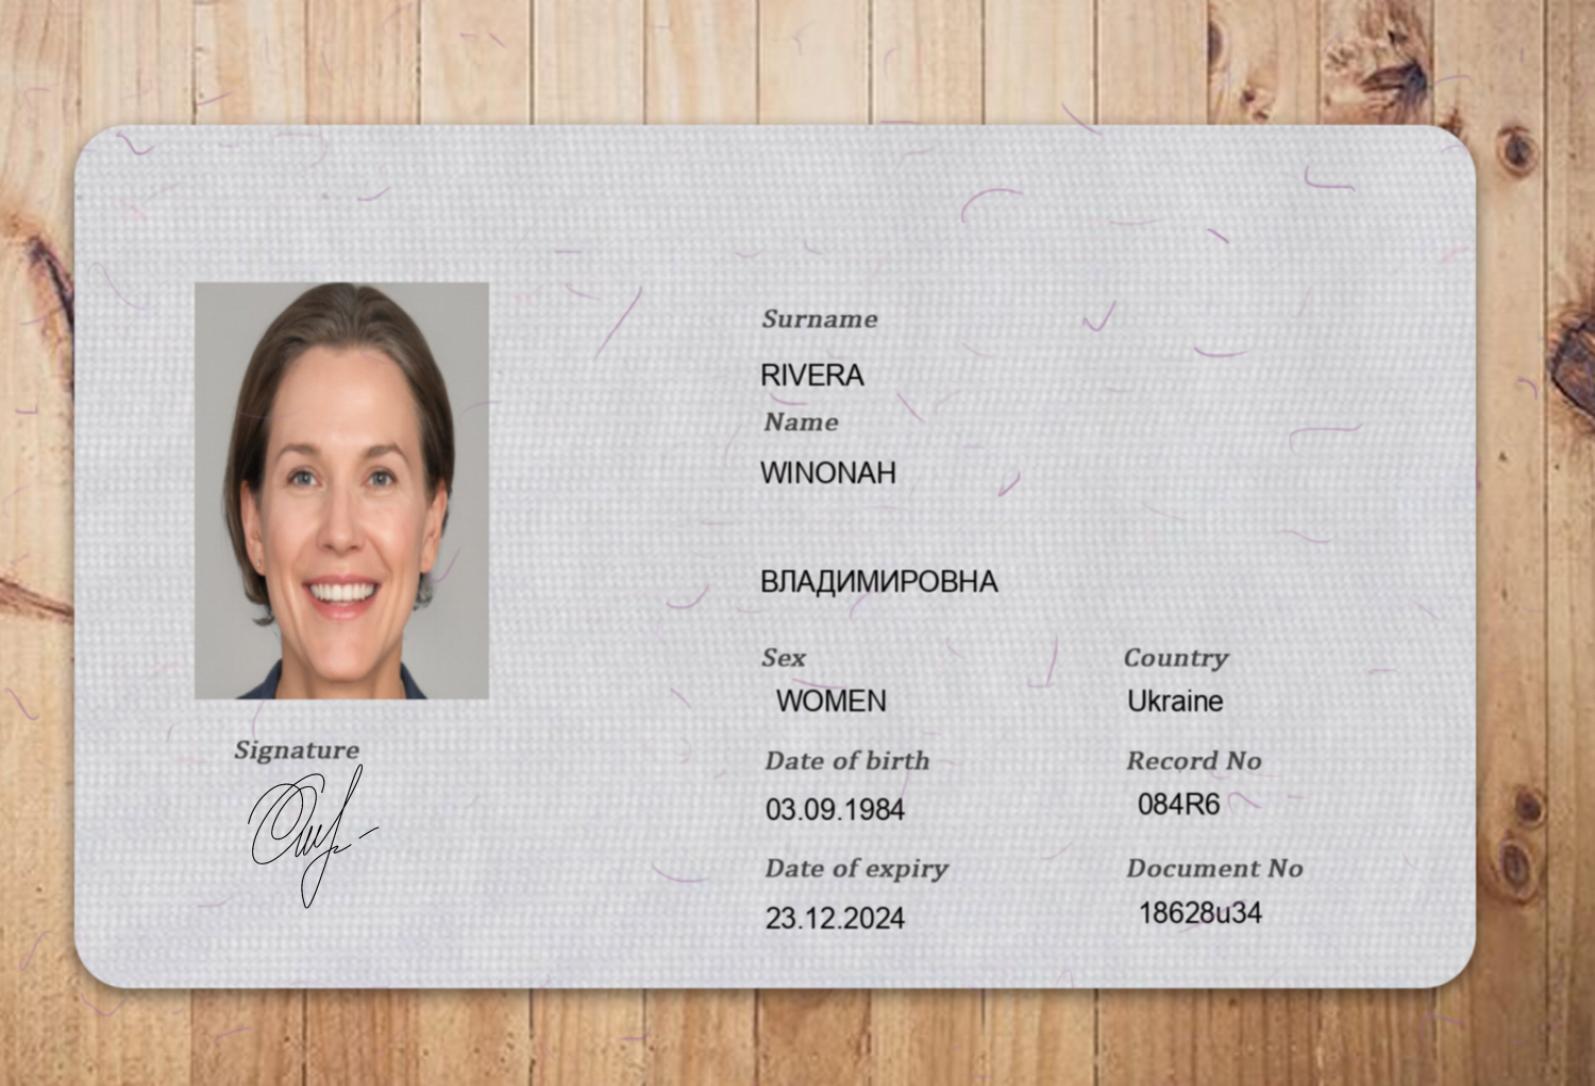 Surname
RIVERA
Name
WINONAH
ВЛАДИМИРОВНА
Sex Country
WOMEN Ukraine
Signature
Date of birth Record No
03.09.1984 084R6
Date of expiry Document No
23.12.2024 18628u34